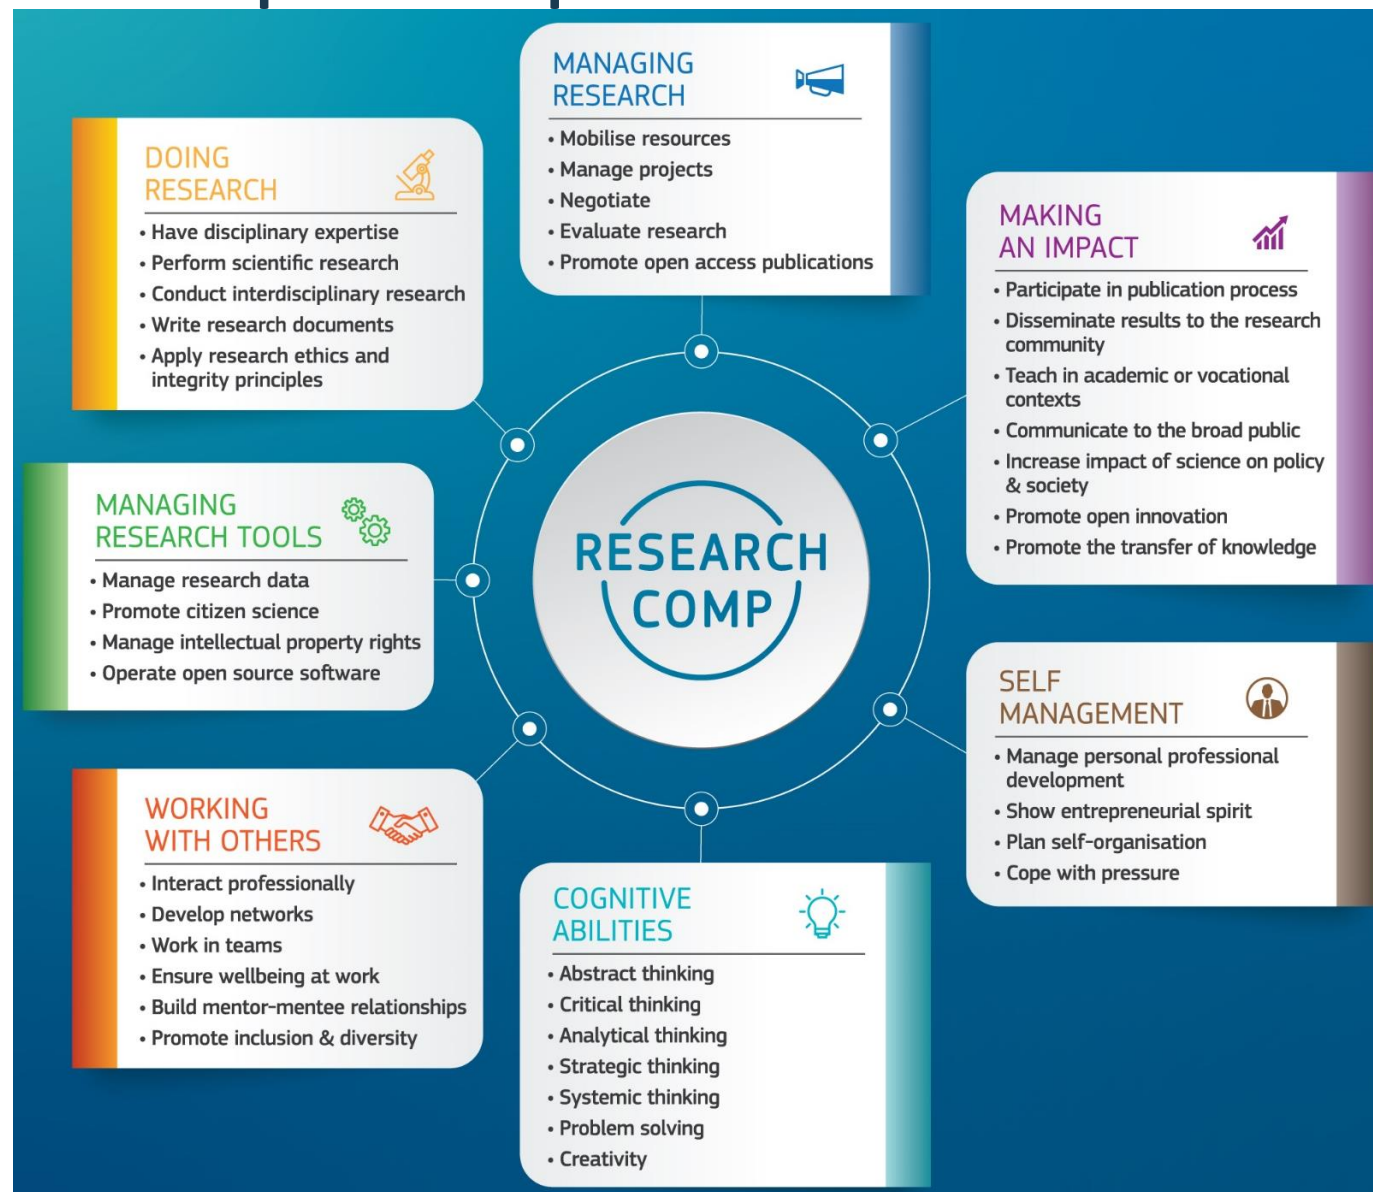 MANAGING
RESEARCH
• Mobilise resources
• Manage projects
• Negotiate
• Evaluate research
• Promote open access publications
DOING
RESEARCH
• Have disciplinary expertise
• Perform scientific research
• Conduct interdisciplinary research
• Write research documents
• Apply research ethics and
integrity principles
MAKING
AN IMPACT
• Participate in publication process
• Disseminate results to the research
community
• Teach in academic or vocational
contexts
• Communicate to the broad public
• Increase impact of science on policy
& society
• Promote open innovation
• Promote the transfer of knowledge
MANAGING
RESEARCH TOOLS
• Manage research data
• Promote citizen science
• Manage intellectual property rights
• Operate open source software
RESEARCH
COMP
SELF
MANAGEMENT
• Manage personal professional
development
• Show entrepreneurial spirit
• Plan self-organisation
• Cope with pressure
WORKING
WITH OTHERS
• Interact professionally
• Develop networks
• Work in teams
• Ensure wellbeing at work
• Build mentor-mentee relationships
• Promote inclusion & diversity
COGNITIVE
ABILITIES
• Abstract thinking
• Critical thinking
• Analytical thinking
• Strategic thinking
• Systemic thinking
• Problem solving
• Creativity